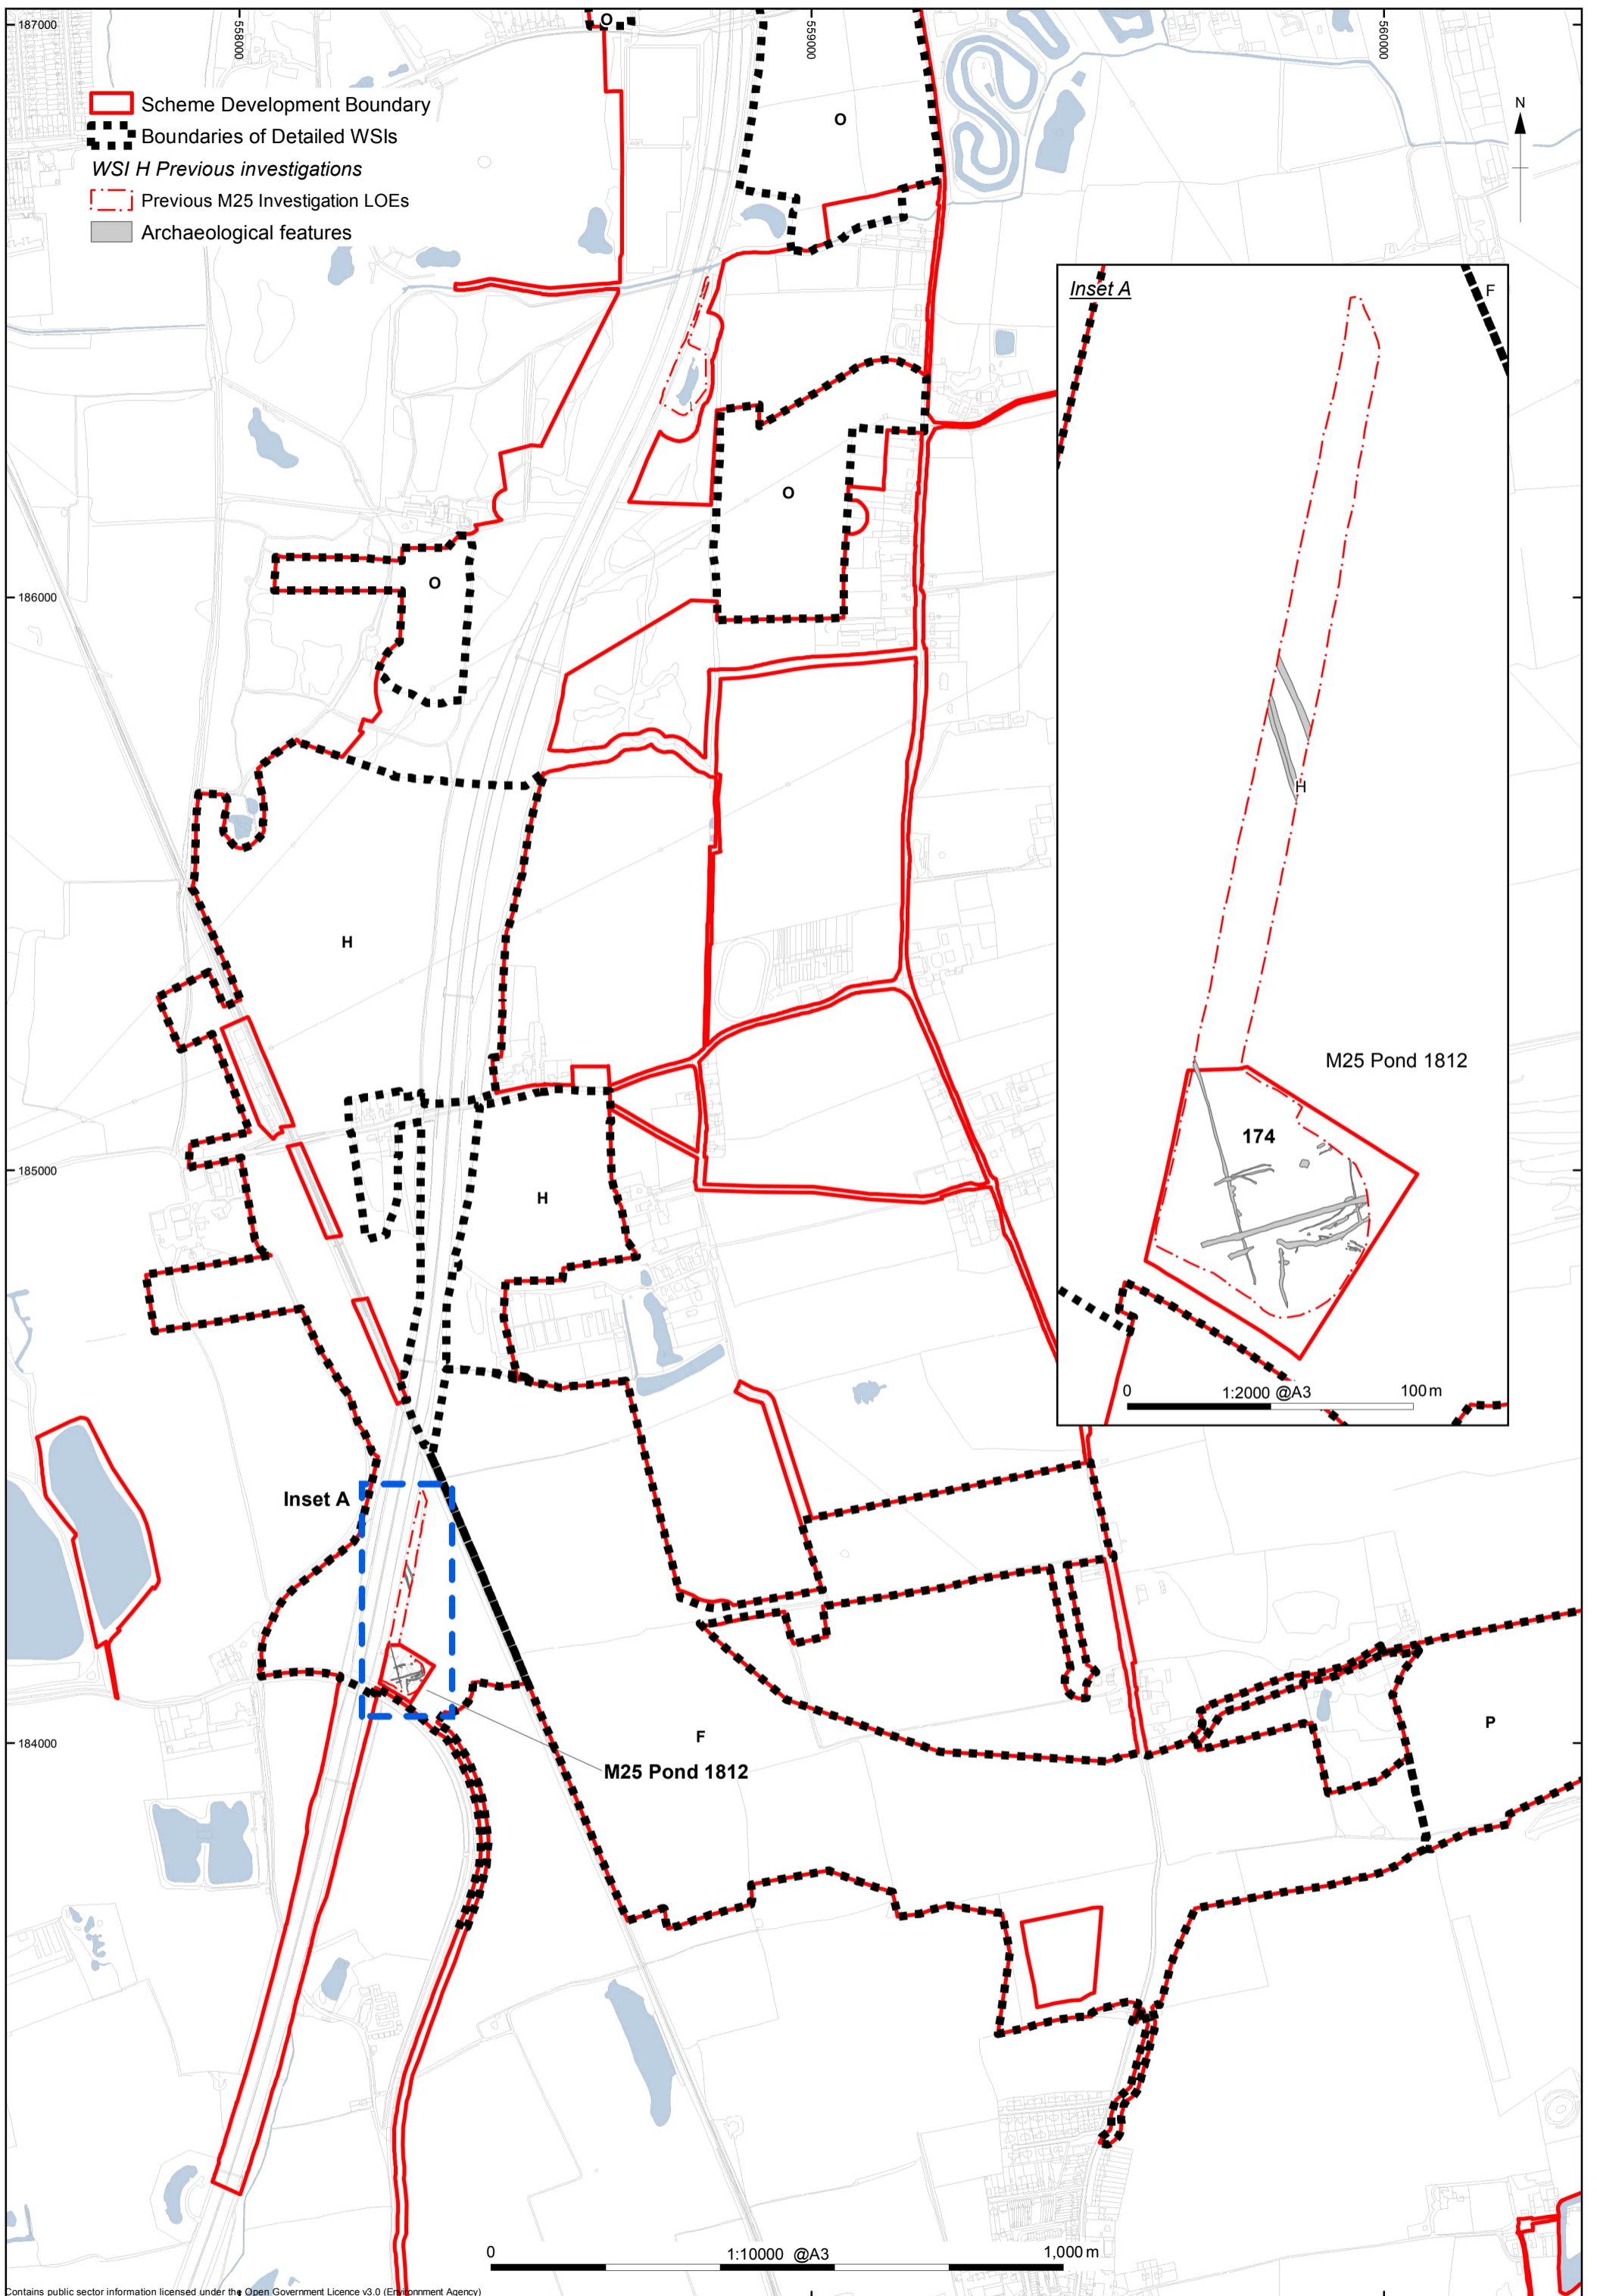 187000
558000
O
559000
560000
Scheme Development Boundary
Boundaries of Detailed WSIs
WSI H Previous investigations
Previous M25 Investigation LOEs
Archaeological features
O
N
Inset A
F
O
O
186000
H
H
M25 Pond 1812
174
185000
H
0
1:2000 @A3
100 m
Inset A
184000
F
P
M25 Pond 1812
0
1:10000 @A3
1,000 m
Contains public sector information licensed under the Open Government Licence v3.0 (Environnment Agency)